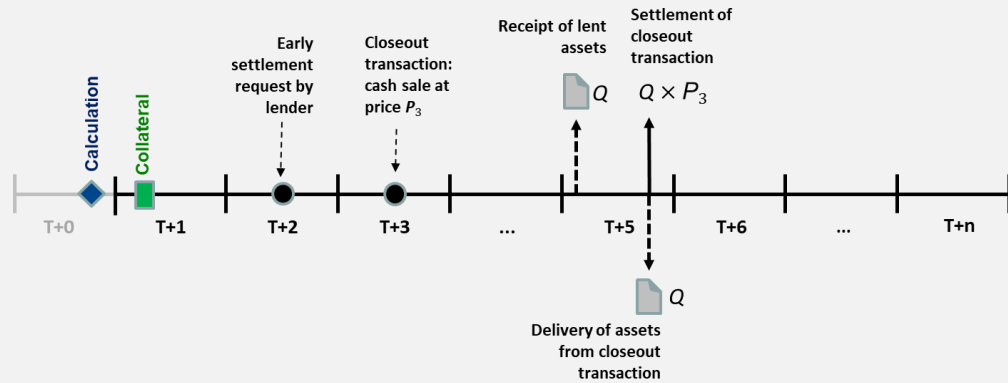 Receipt of lent
assets
Settlement of
closeout
transaction
Early
settlement
request by
lender
Closeout
transaction:
cash sale at
price P₃
Q
Q × P₃
Calculation
Collateral
T+0
T+1
T+2
T+3
...
T+5
T+6
...
T+n
Q
Delivery of assets
from closeout
transaction